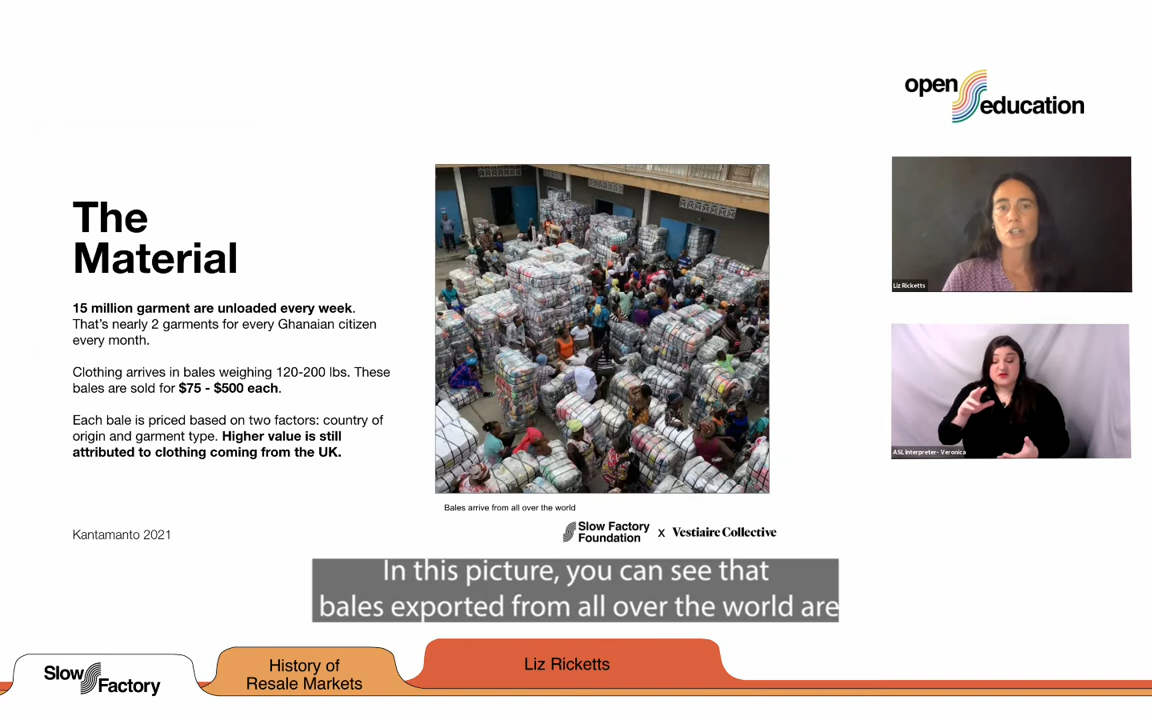 open
education
The
Material
15 million garment are unloaded every week.
That's nearly 2 garments for every Ghanaian citizen
every month.
Clothing arrives in bales weighing 120-200 lbs. These
bales are sold for $75 - $500 each.
Each bale is priced based on two factors: country of
origin and garment type. Higher value is still
attributed to clothing coming from the UK.
Kantamanto 2021
Bales arrive from all over the world
Slow Factory
Foundation x Vestiaire Collective
Liz Ricketts
ASL Interpreter- Veronica
In this picture, you can see that
bales exported from all over the world are
Slow
Factory
History of
Resale Markets
Liz Ricketts